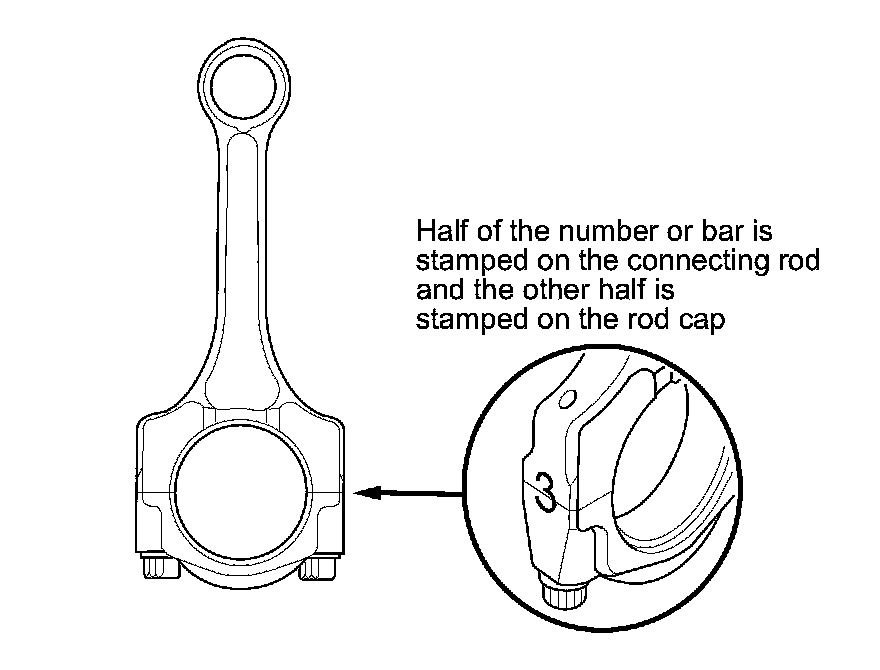 Half of the number or bar is
stamped on the connecting rod
and the other half is
stamped on the rod cap
3